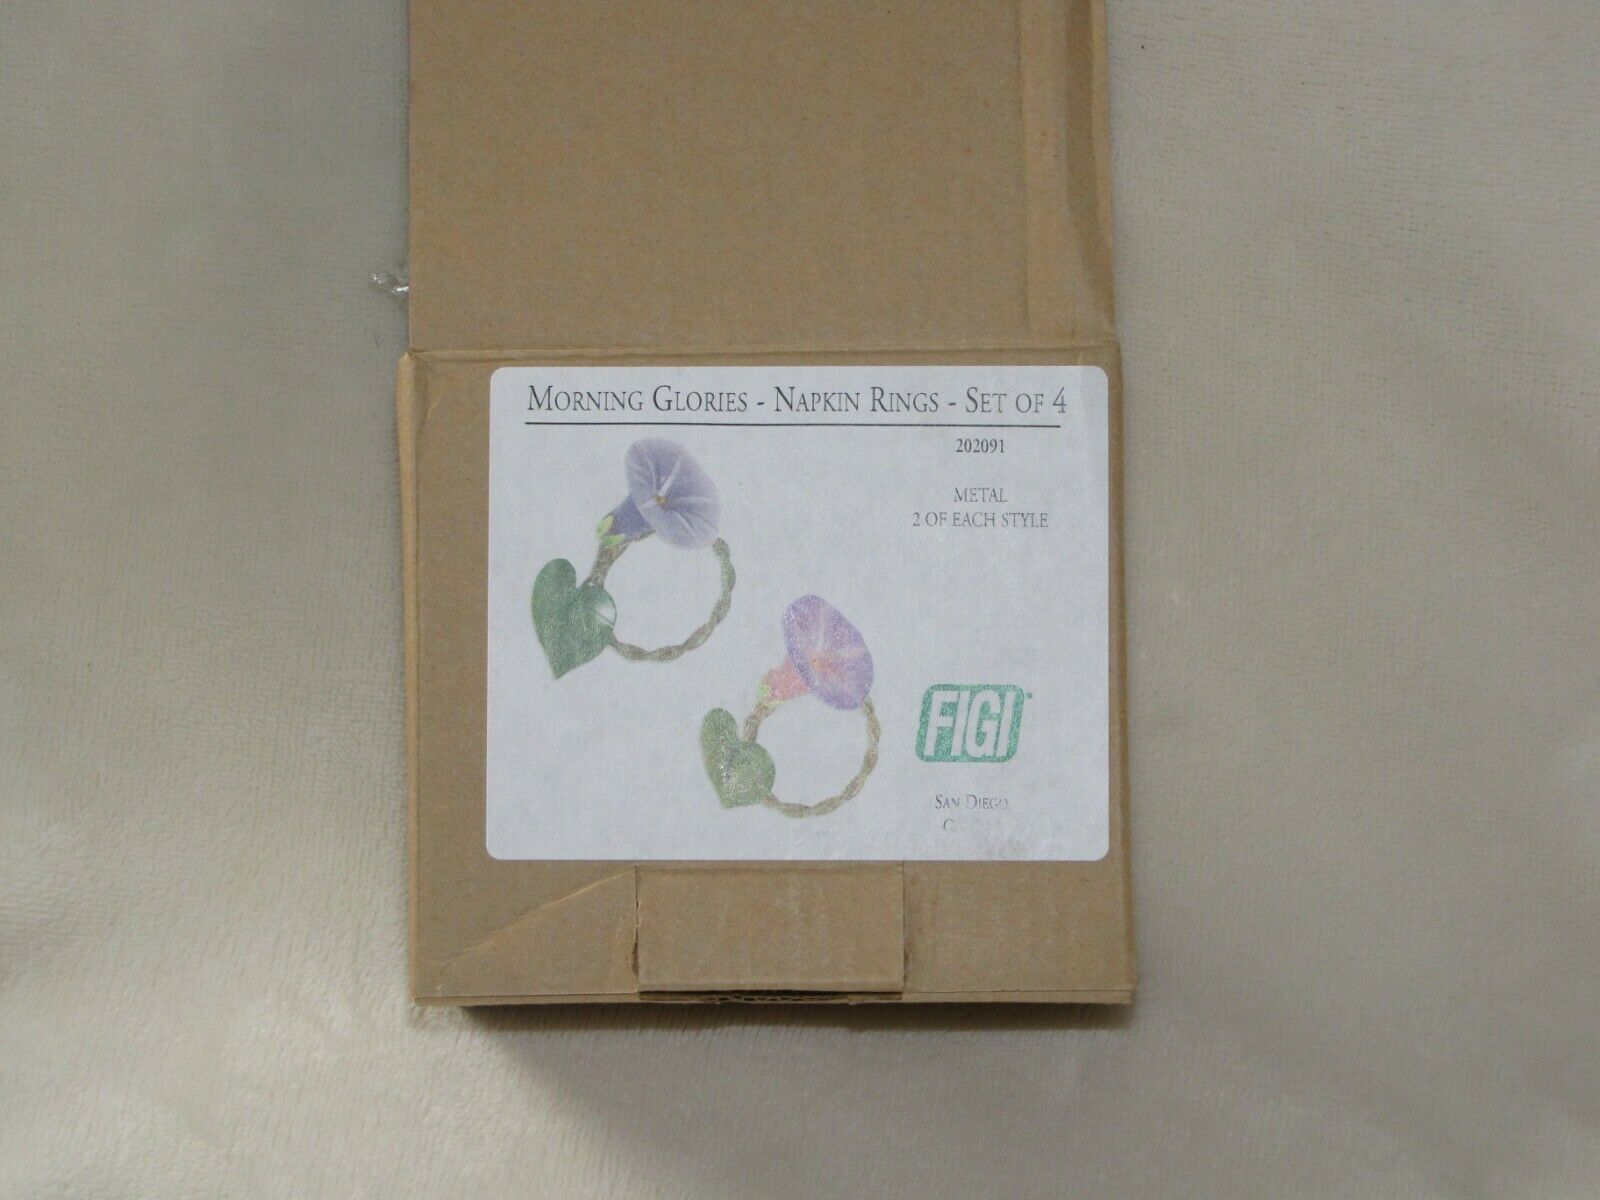 MORNING GLORIES - NAPKIN RINGS - SET OF 4
202091
METAL
2 OF EACH STYLE
FIGI
SAN DIEGO,